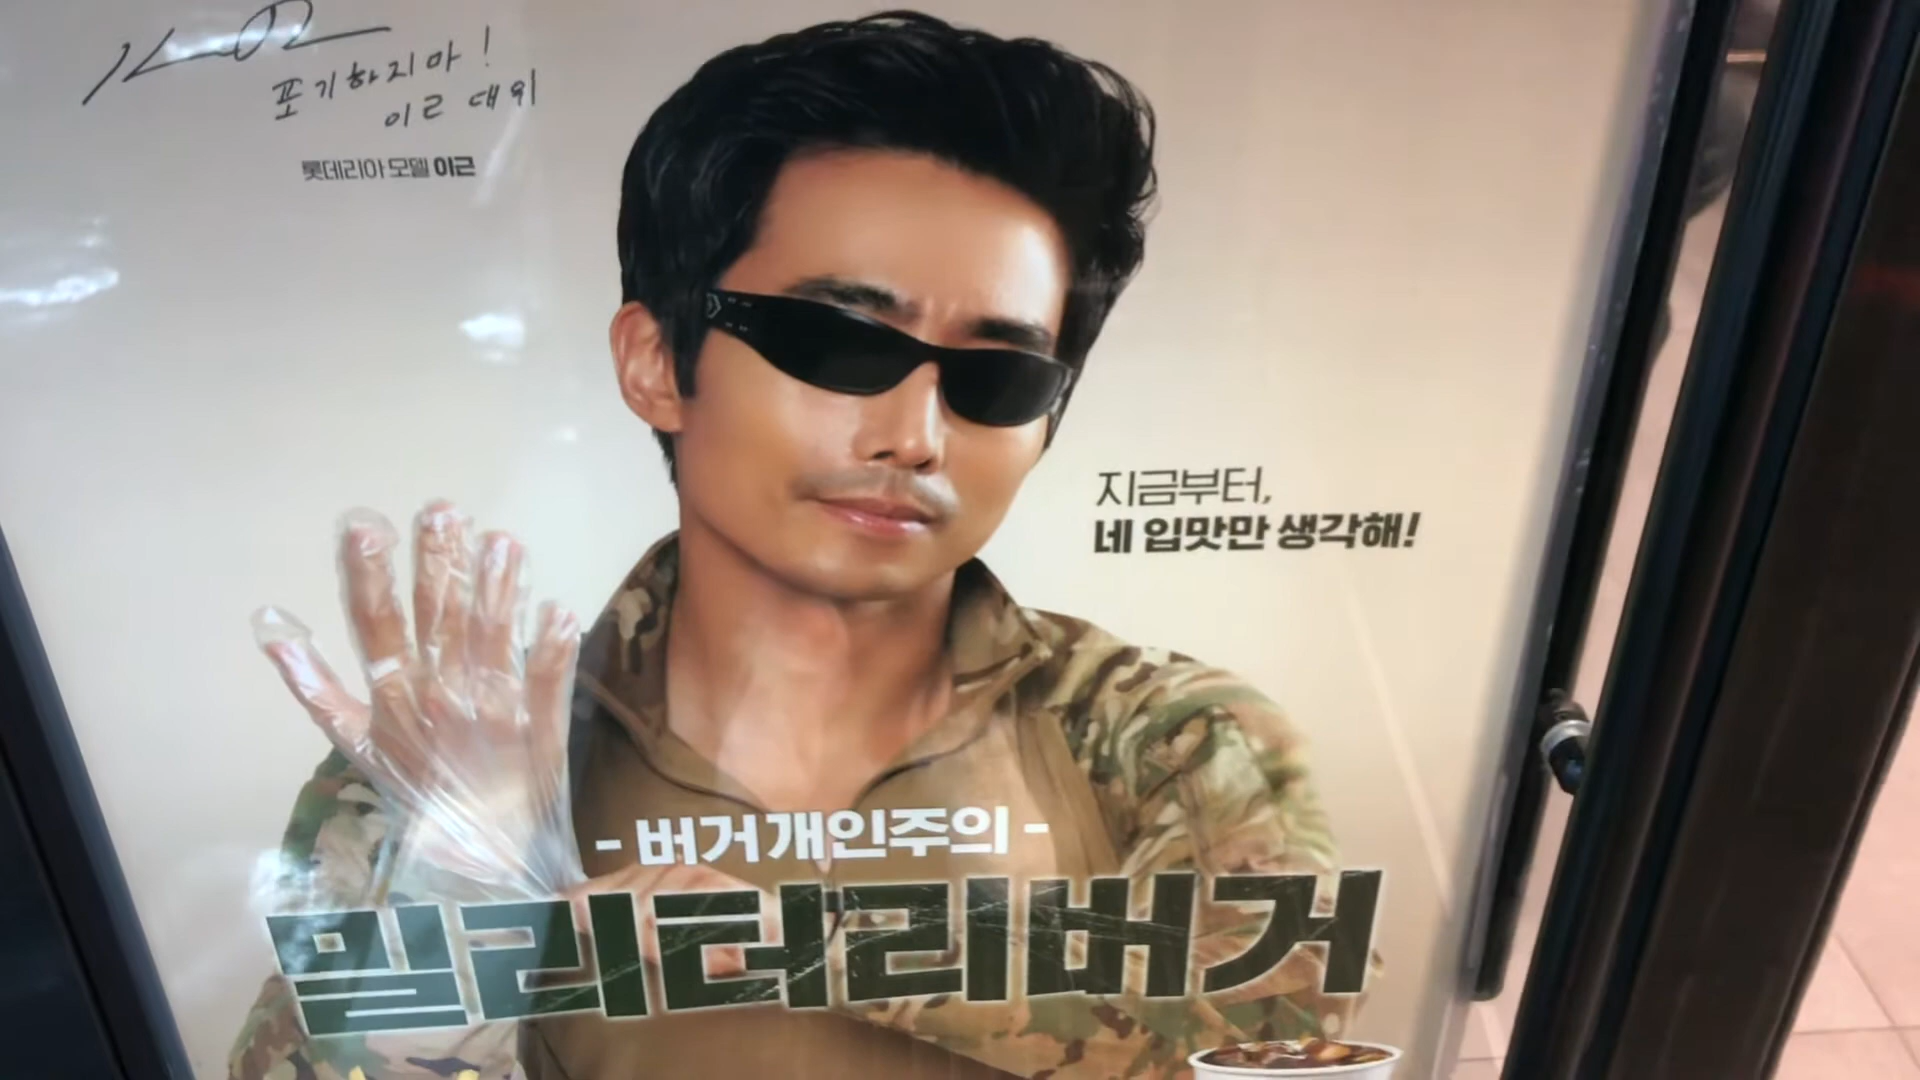 포기하지마!
이근 대위
롯데리아 모델 이근
지금부터,
네 입맛만 생각해!
- 버거개인주의 -
밀리터리버거